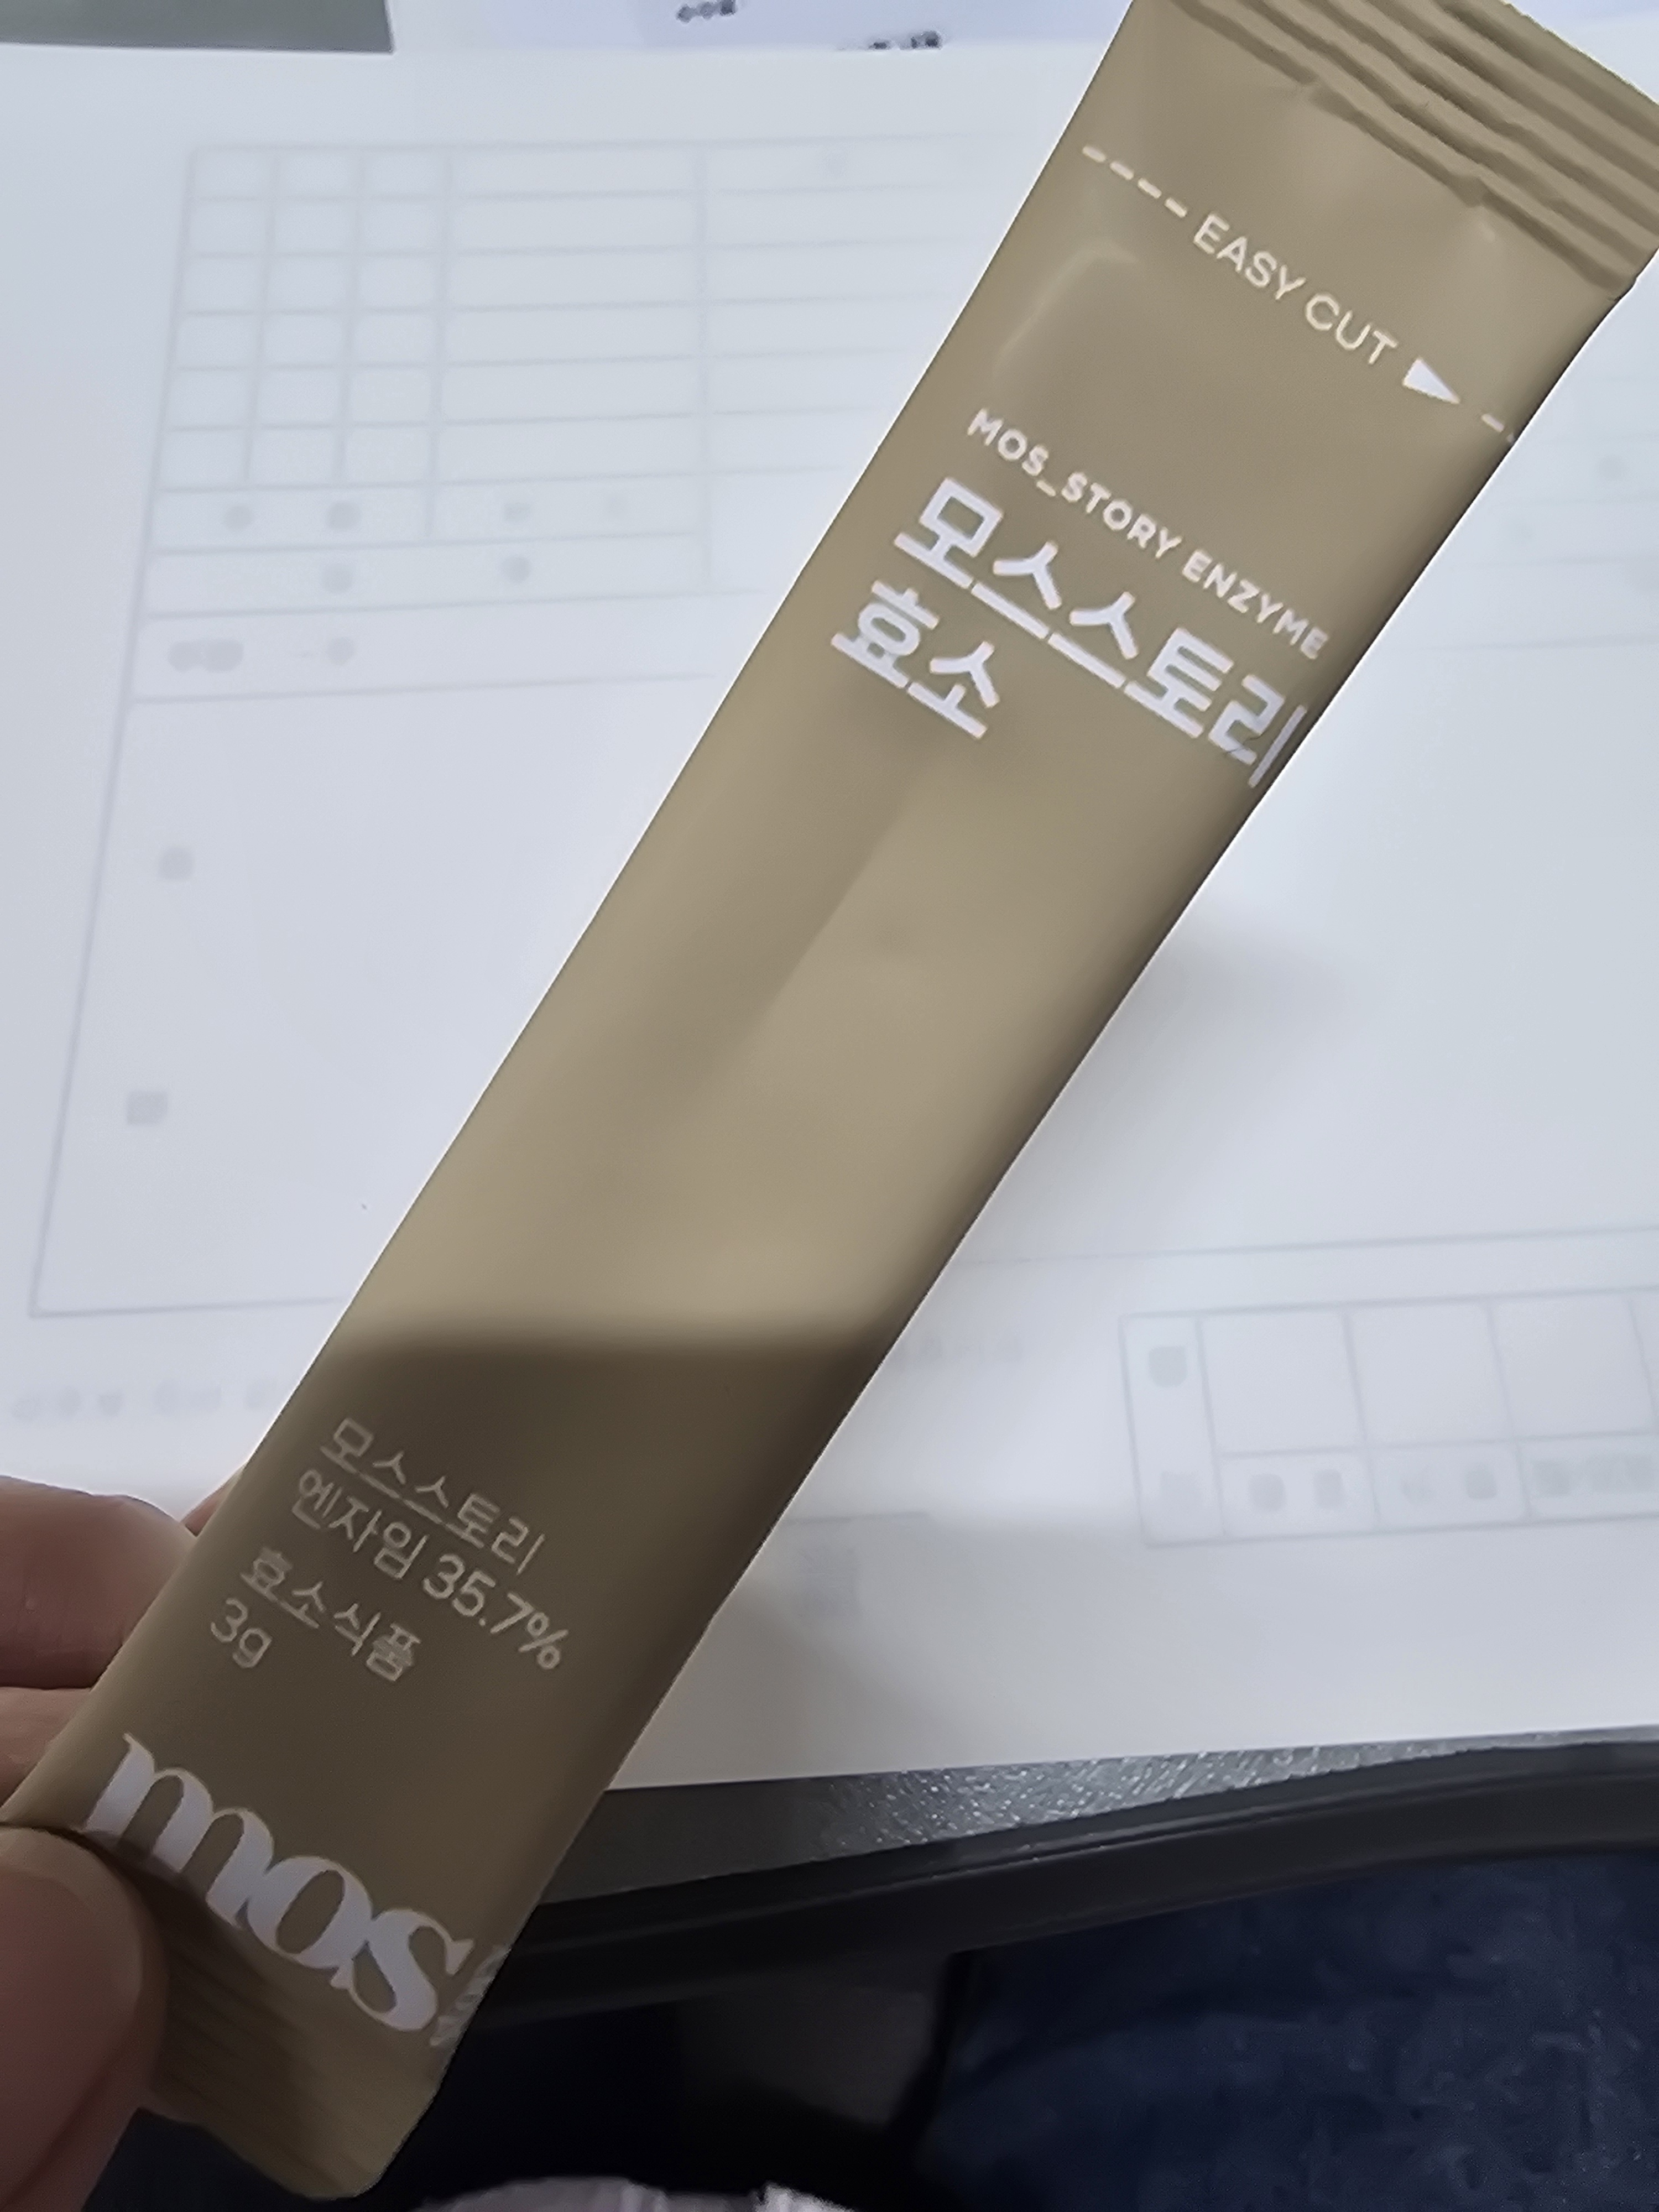 EASY CUT
MOS_STORY ENZYME
모스스토리
효소
모스스토리
엔자임 35.7%
효소식품
3g
mos